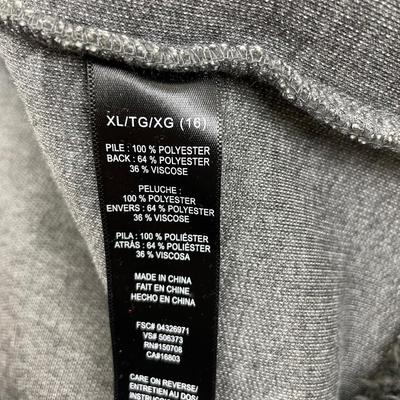 XL/TG/XG (16)
PILE : 100 % POLYESTER
BACK : 64 % POLYESTER
36 % VISCOSE
PELUCHE :
100 % POLYESTER
ENVERS : 64 % POLYESTER
36 % VISCOSE
PILA : 100 % POLIÉSTER
ATRÁS : 64 % POLIÉSTER
36 % VISCOSA
MADE IN CHINA
FAIT EN CHINE
HECHO EN CHINA
FSC# 04326971
VS# 506373
RN#150708
CA#16803
CARE ON REVERSE/
ENTRETIEN AU DOS/